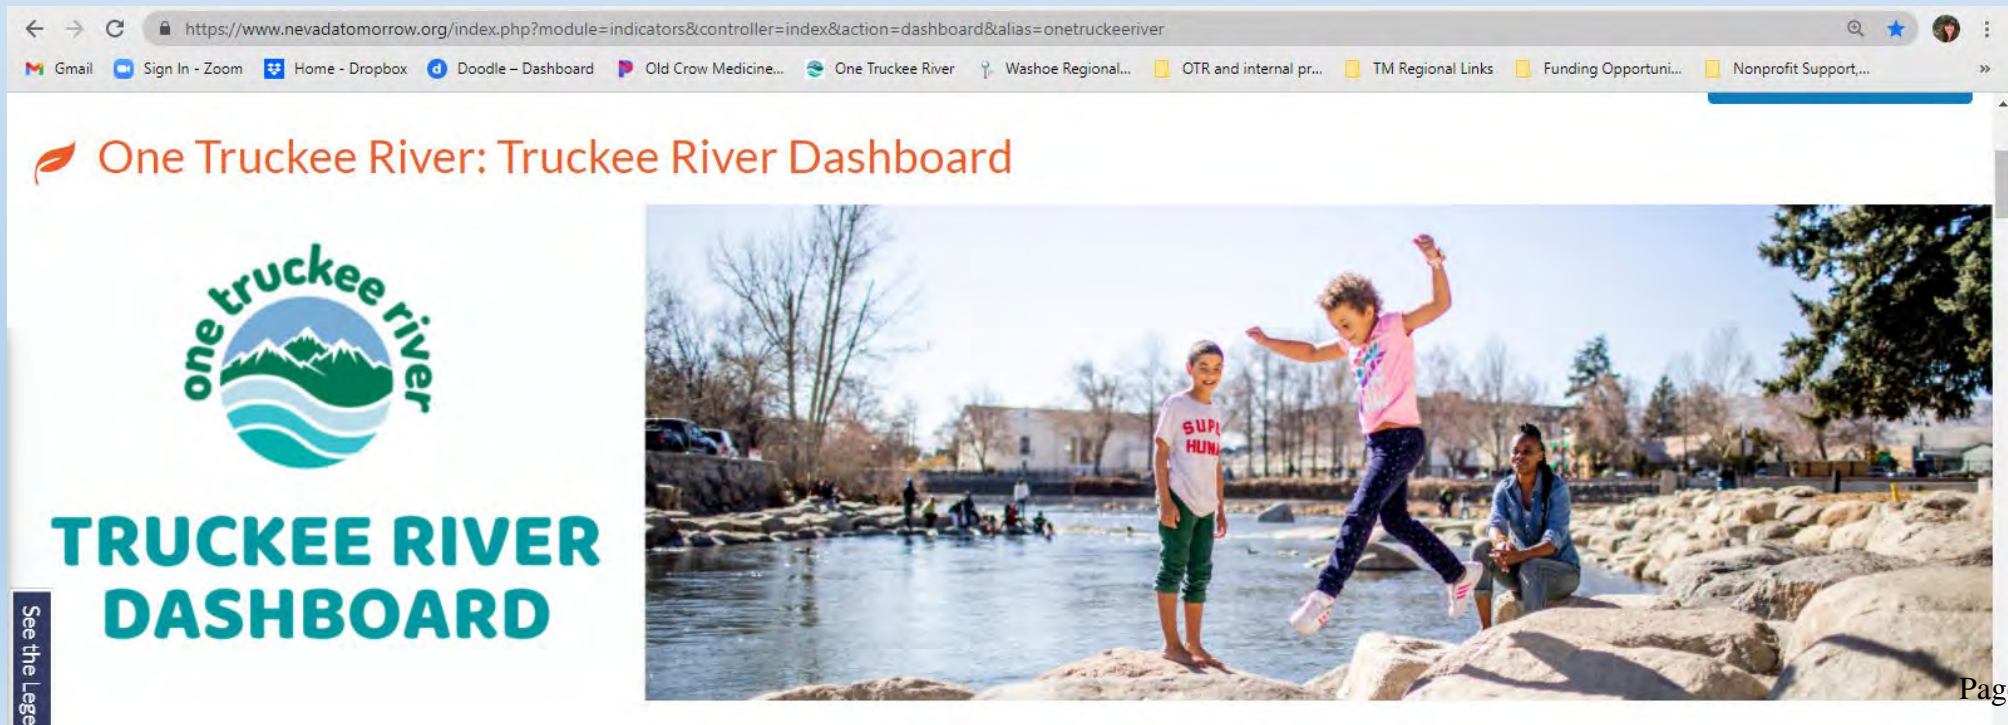 https://www.nevadatomorrow.org/index.php?module=indicators&controller=index&action=dashboard&alias=onetruckeeriver
Gmail Sign In - Zoom Home - Dropbox Doodle – Dashboard Old Crow Medicine... One Truckee River Washoe Regional... OTR and internal pr... TM Regional Links Funding Opportuni... Nonprofit Support,... »
One Truckee River: Truckee River Dashboard
one truckee river
TRUCKEE RIVER
DASHBOARD
SUP
HUM
See the Lege
Pag